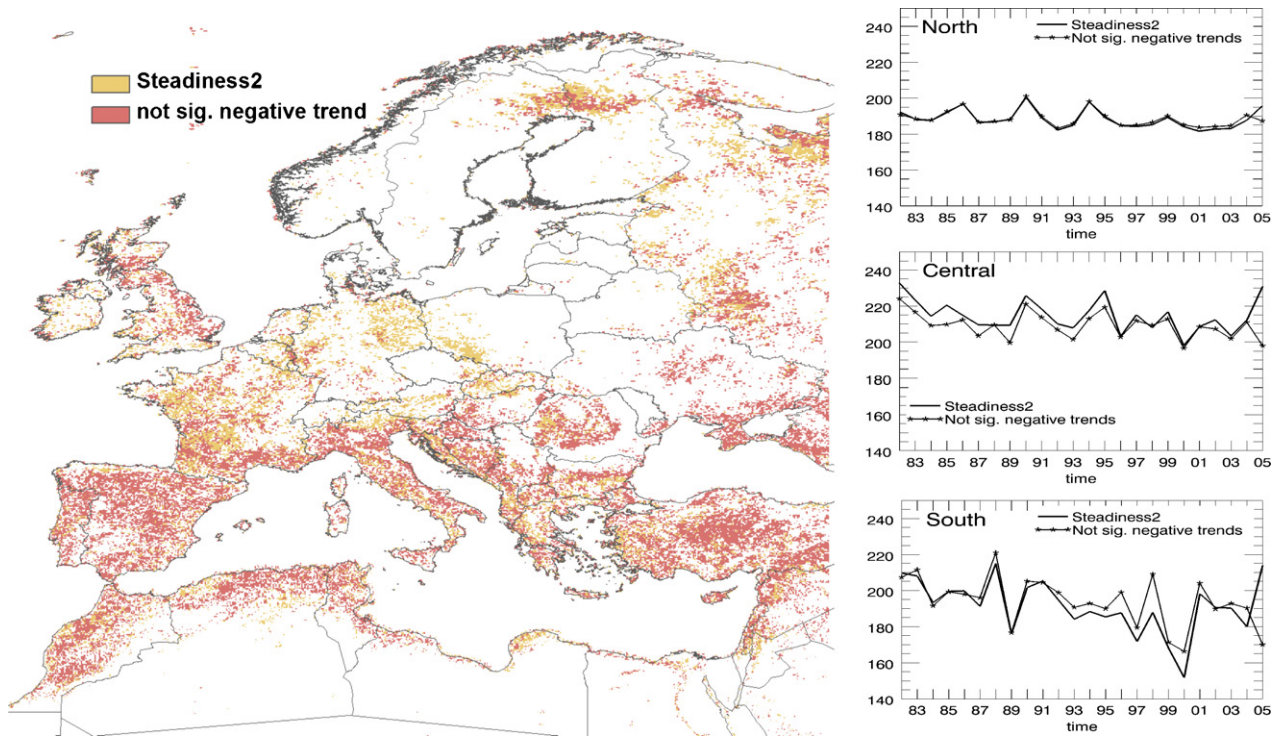 Steadiness2
not sig. negative trend
North
Steadiness2
Not sig. negative trends
240
220
200
180
160
140
83 85 87 89 91 93 95 97 99 01 03 05
time
Central
240
220
200
180
160
140
Steadiness2
Not sig. negative trends
83 85 87 89 91 93 95 97 99 01 03 05
time
South
Steadiness2
Not sig. negative trends
240
220
200
180
160
140
83 85 87 89 91 93 95 97 99 01 03 05
time